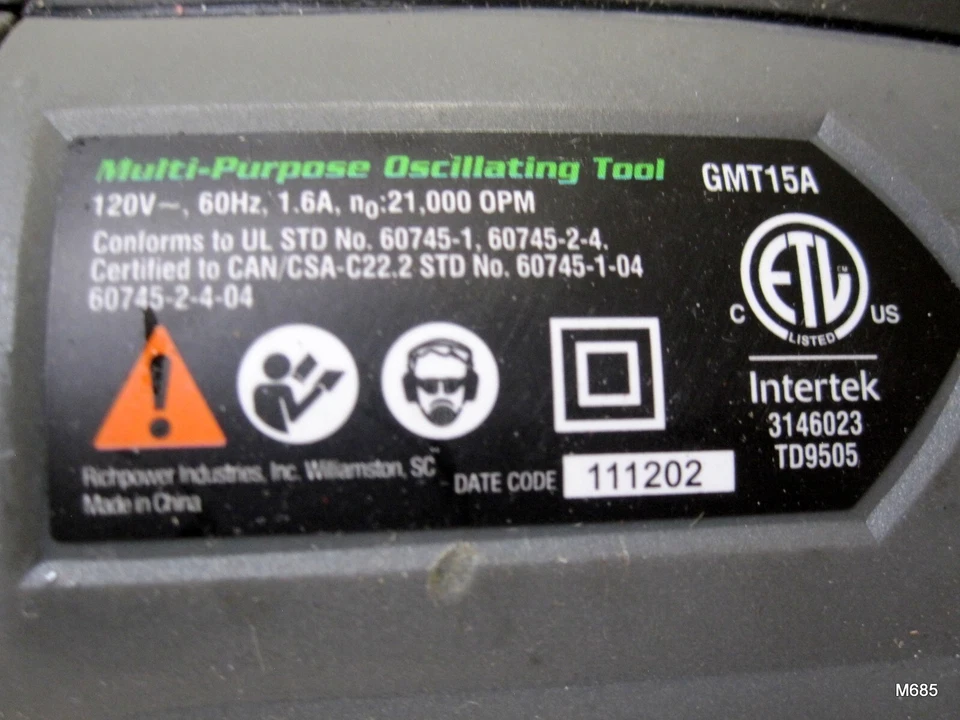 Multi-Purpose Oscillating Tool
GMT15A
120V~, 60Hz, 1.6A, n0:21,000 OPM
Conforms to UL STD No. 60745-1, 60745-2-4.
Certified to CAN/CSA-C22.2 STD No. 60745-1-04
60745-2-4-04
C ETL CM US
LISTED
Intertek
3146023
TD9505
Richpower Industries, Inc. Williamston, SC
DATE CODE 111202
Made in China
M685